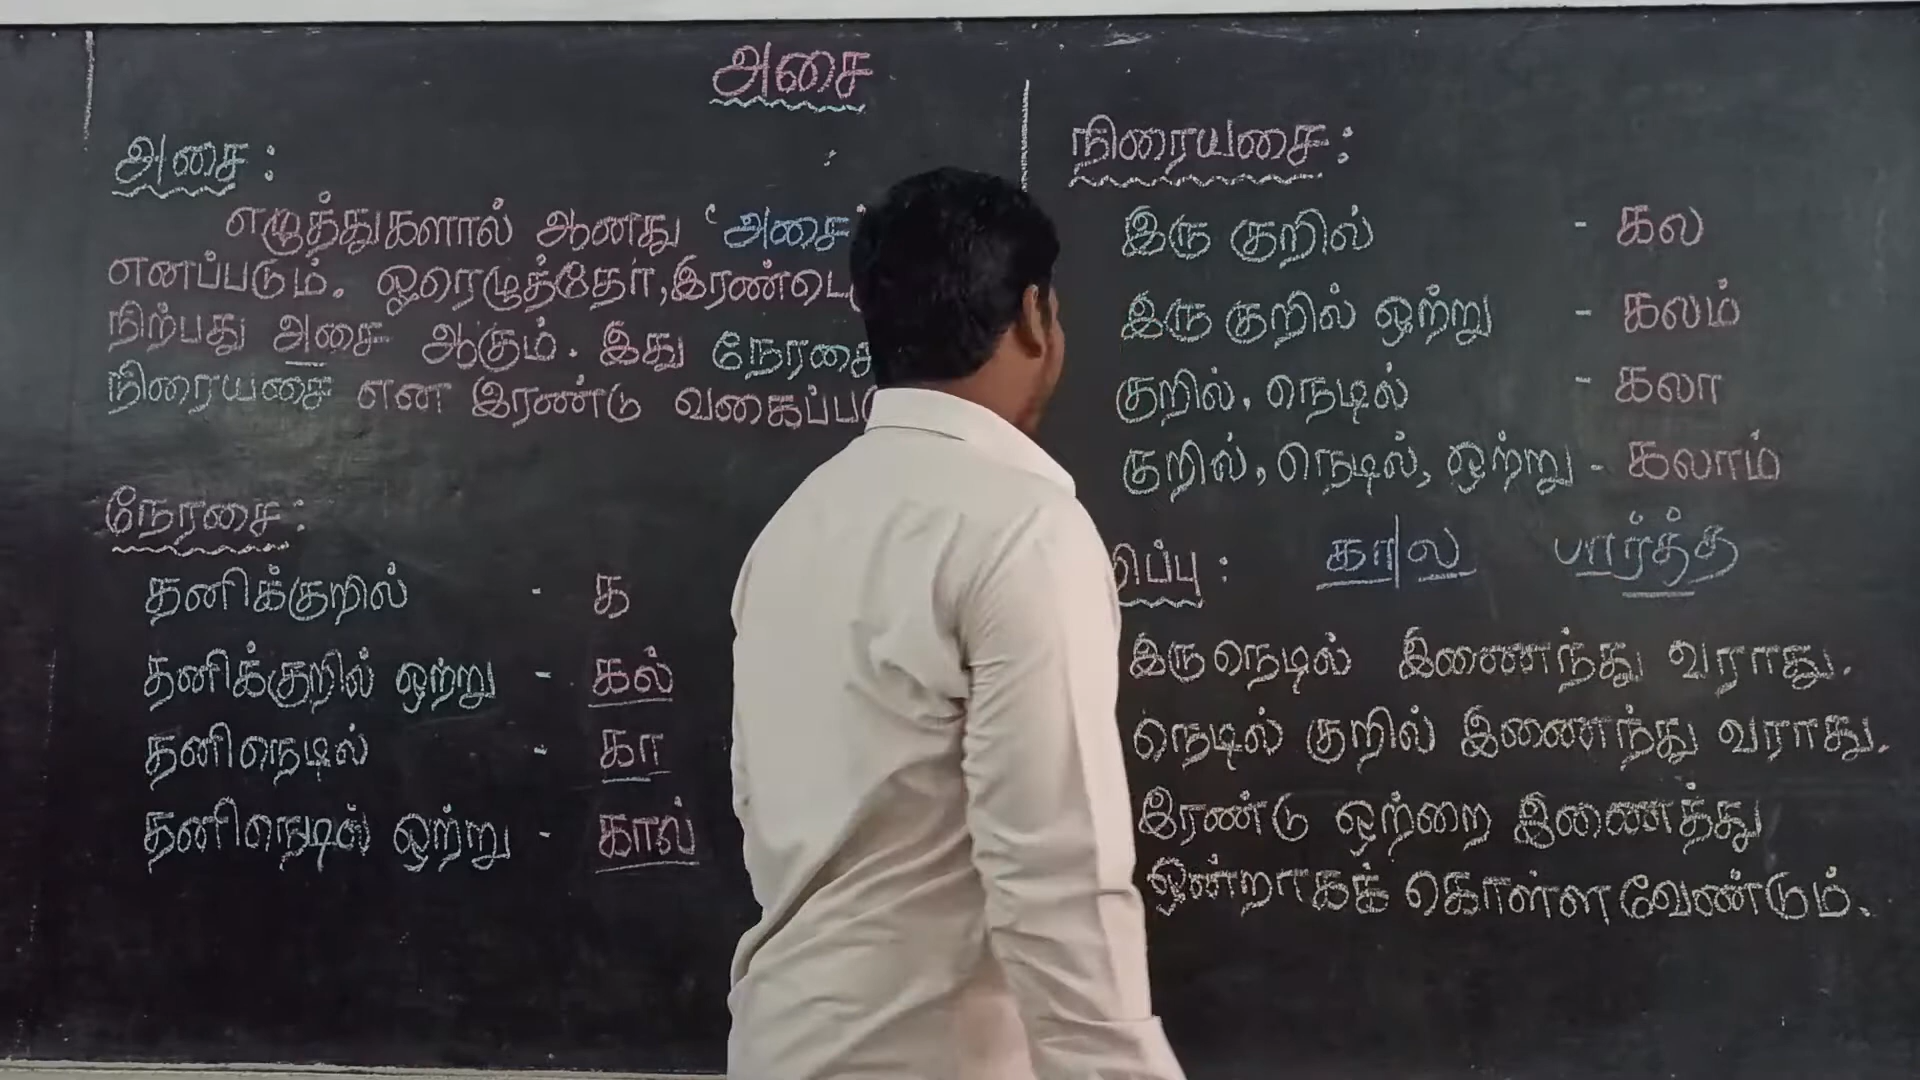 அசை
அசை :
எழுத்துகளால் ஆனது 'அசை'
எனப்படும். ஓரெழுத்தோ,
நிற்பது அசை ஆகும். இது நேரசை
நிரையசை என இரண்டு
நேரசை :
தனிக்குறில் - க
தனிக்குறில் ஒற்று - கல்
தனிநெடில் - கா
தனிநெடில் ஒற்று - கால்
நிரையசை :
இரு குறில் - கல
இரு குறில் ஒற்று - கலம்
குறில், நெடில் - கலா
குறில், நெடில், ஒற்று - கலாம்
கா|ல பார்த்த
இருநெடில் இணைந்து வராது.
நெடில் குறில் இணைந்து வராது.
இரண்டு ஒற்றை இணைத்து
ஒன்றாகக் கொள்ளவேண்டும்.